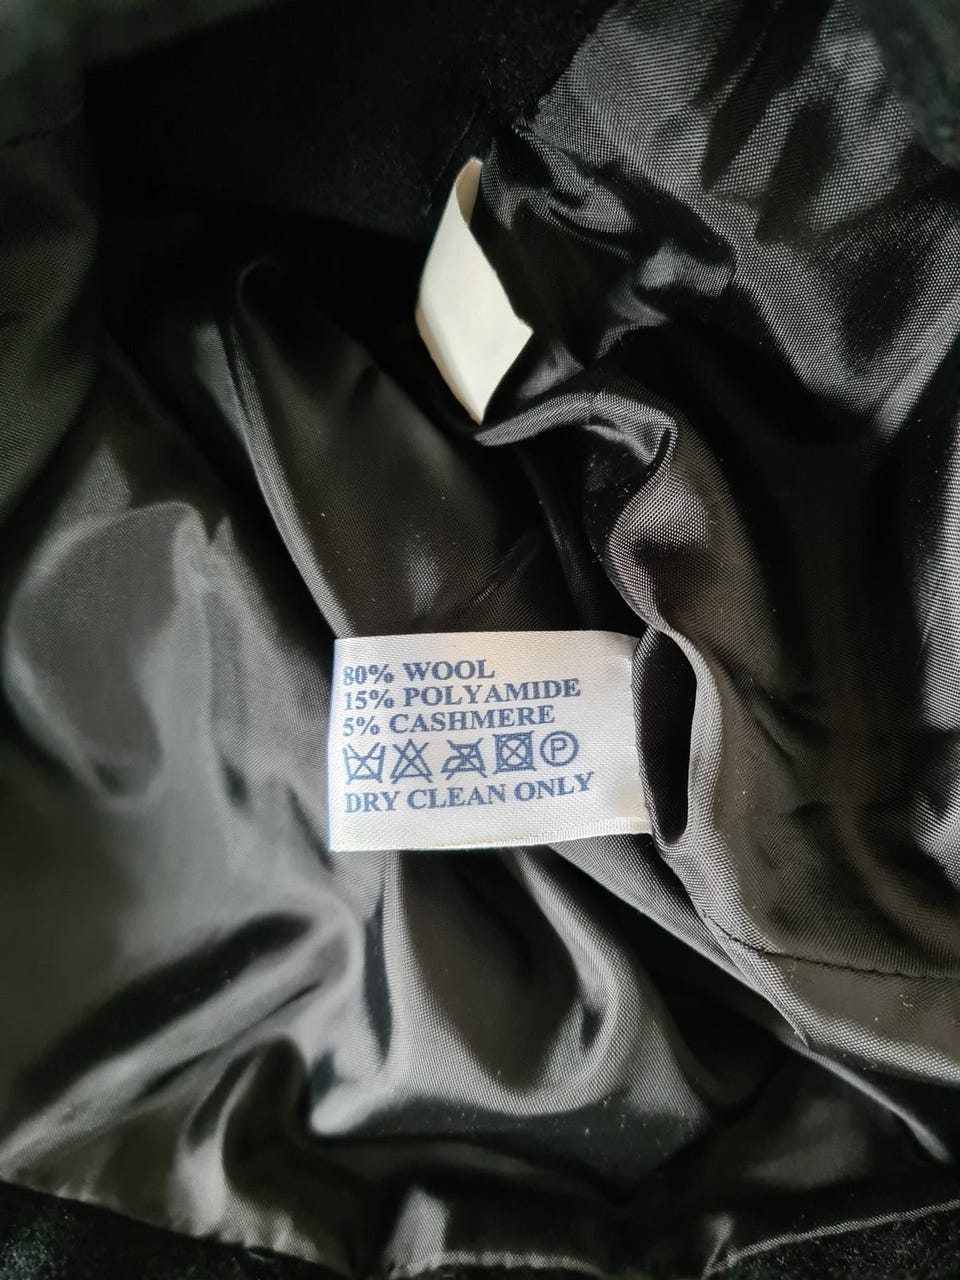 80% WOOL
15% POLYAMIDE
5% CASHMERE
P
DRY CLEAN ONLY